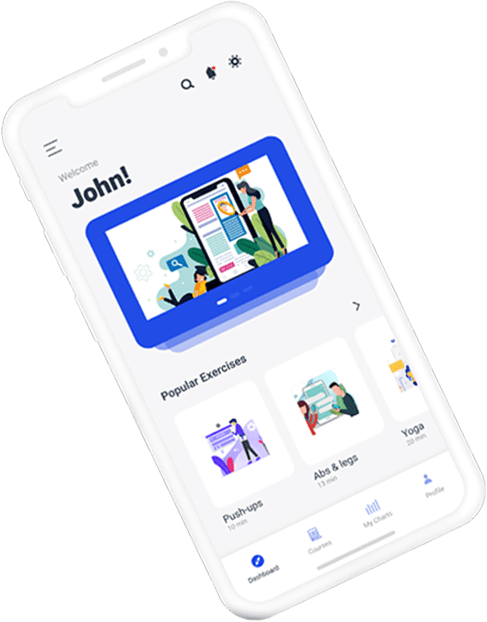 Welcome
John!
Popular Exercises
Push-ups
10 min
Abs & legs
13 min
Yoga
20 min
Dashboard
Courses
My Charts
Profile